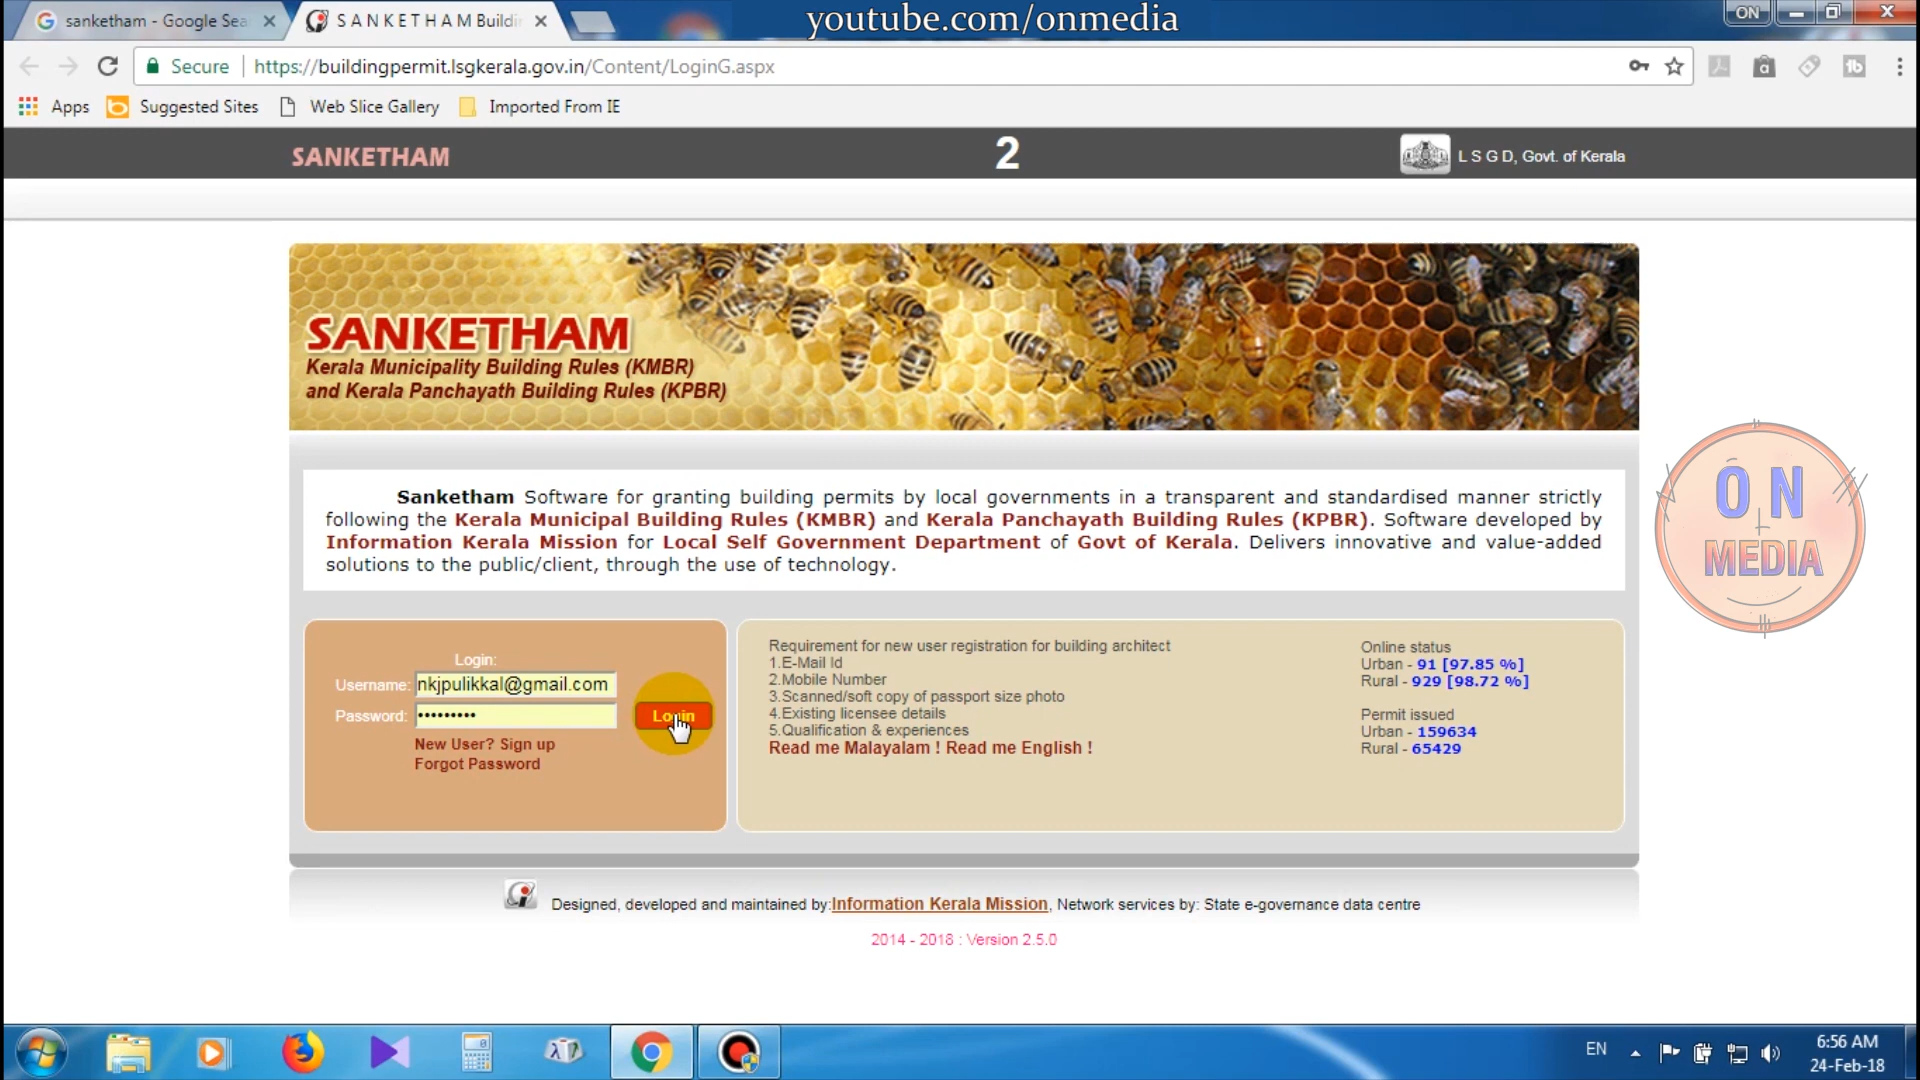 sanketham - Google Sea
S A N K E T H A M Buildi
youtube.com/onmedia
ON
Secure
https://buildingpermit.lsgkerala.gov.in/Content/LoginG.aspx
Apps
Suggested Sites
Web Slice Gallery
Imported From IE
SANKETHAM
2
L S G D, Govt. of Kerala
SANKETHAM
Kerala Municipality Building Rules (KMBR)
and Kerala Panchayath Building Rules (KPBR)
Sanketham Software for granting building permits by local governments in a transparent and standardised manner strictly
following the Kerala Municipal Building Rules (KMBR) and Kerala Panchayath Building Rules (KPBR). Software developed by
Information Kerala Mission for Local Self Government Department of Govt of Kerala. Delivers innovative and value-added
solutions to the public/client, through the use of technology.
O N
MEDIA
Login:
Username: nkjpulikkal@gmail.com
Password: •••••••••
Login
New User? Sign up
Forgot Password
Requirement for new user registration for building architect
1.E-Mail Id
2.Mobile Number
3.Scanned/soft copy of passport size photo
4.Existing licensee details
5.Qualification & experiences
Read me Malayalam ! Read me English !
Online status
Urban - 91 [97.85 %]
Rural - 929 [98.72 %]
Permit issued
Urban - 159634
Rural - 65429
Designed, developed and maintained by:Information Kerala Mission, Network services by: State e-governance data centre
2014 - 2018 : Version 2.5.0
EN
6:56 AM
24-Feb-18